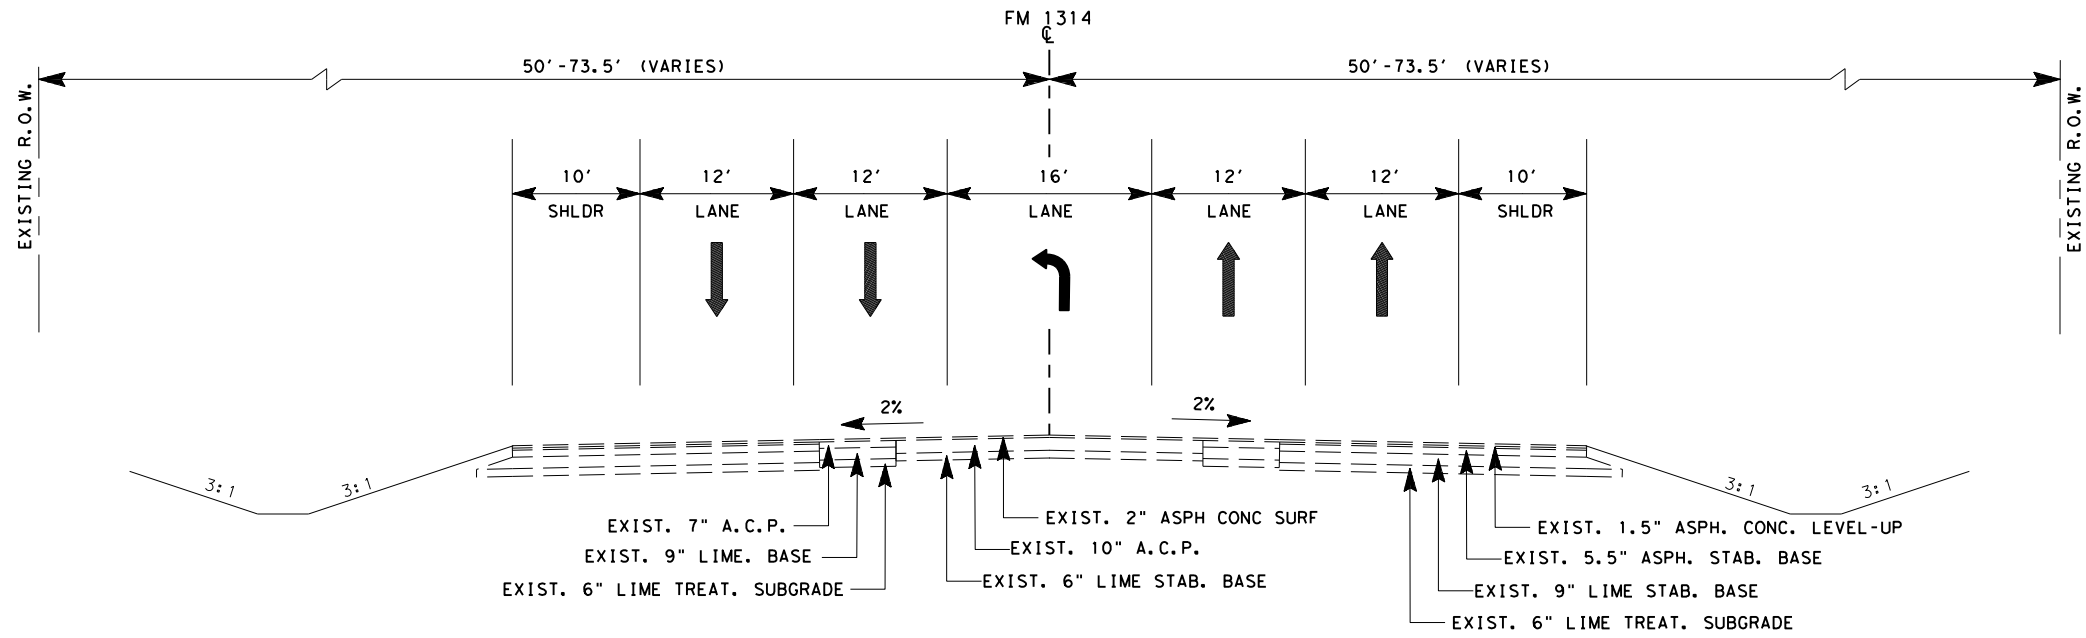 FM 1314
℄
50'-73.5' (VARIES)
50'-73.5' (VARIES)
EXISTING R.O.W.
EXISTING R.O.W.
10'
12'
12'
16'
12'
12'
10'
SHLDR
LANE
LANE
LANE
LANE
LANE
SHLDR
2%
2%
3:1
3:1
3:1
3:1
EXIST. 7" A.C.P.
EXIST. 9" LIME. BASE
EXIST. 6" LIME TREAT. SUBGRADE
EXIST. 2" ASPH CONC SURF
EXIST. 10" A.C.P.
EXIST. 6" LIME STAB. BASE
EXIST. 1.5" ASPH. CONC. LEVEL-UP
EXIST. 5.5" ASPH. STAB. BASE
EXIST. 9" LIME STAB. BASE
EXIST. 6" LIME TREAT. SUBGRADE